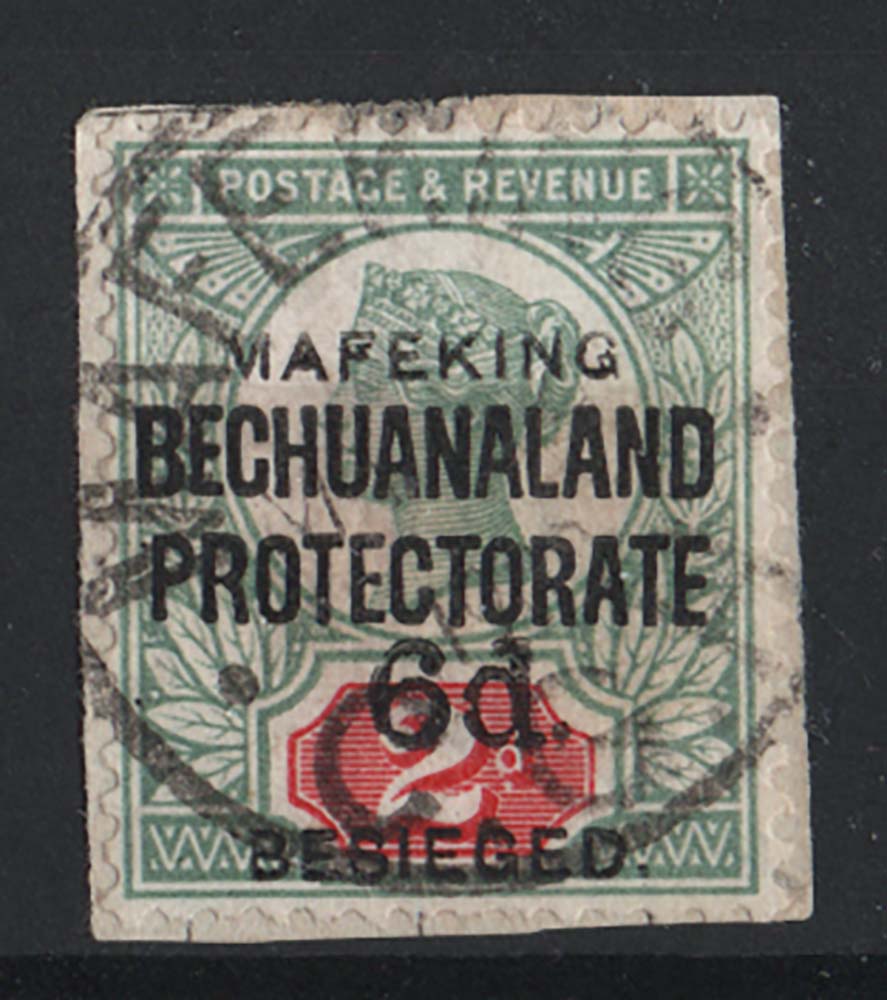 POSTAGE & REVENUE
MAFEKING
BECHUANALAND
PROTECTORATE
6d.
2d
BESIEGED.